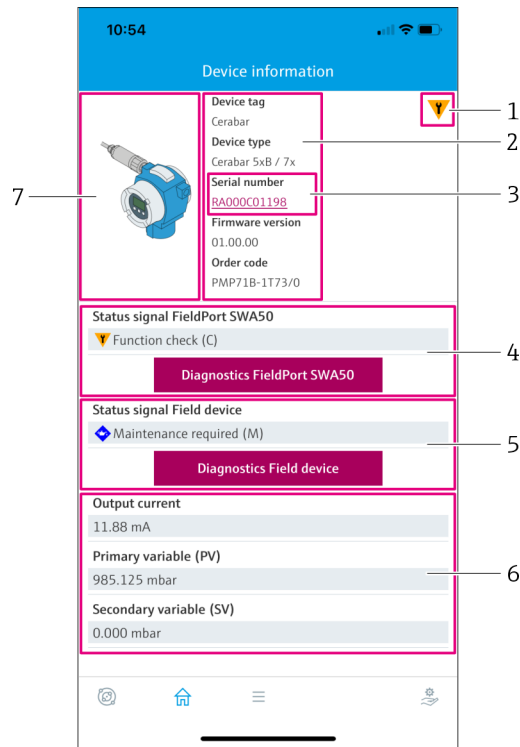 10:54
Device information
Device tag
Cerabar
Device type
Cerabar 5xB / 7x
Serial number
RA000C01198
Firmware version
01.00.00
Order code
PMP71B-1T73/0
1
2
3
7
Status signal FieldPort SWA50
Function check (C)
Diagnostics FieldPort SWA50
4
Status signal Field device
Maintenance required (M)
Diagnostics Field device
5
Output current
11.88 mA
Primary variable (PV)
985.125 mbar
Secondary variable (SV)
0.000 mbar
6